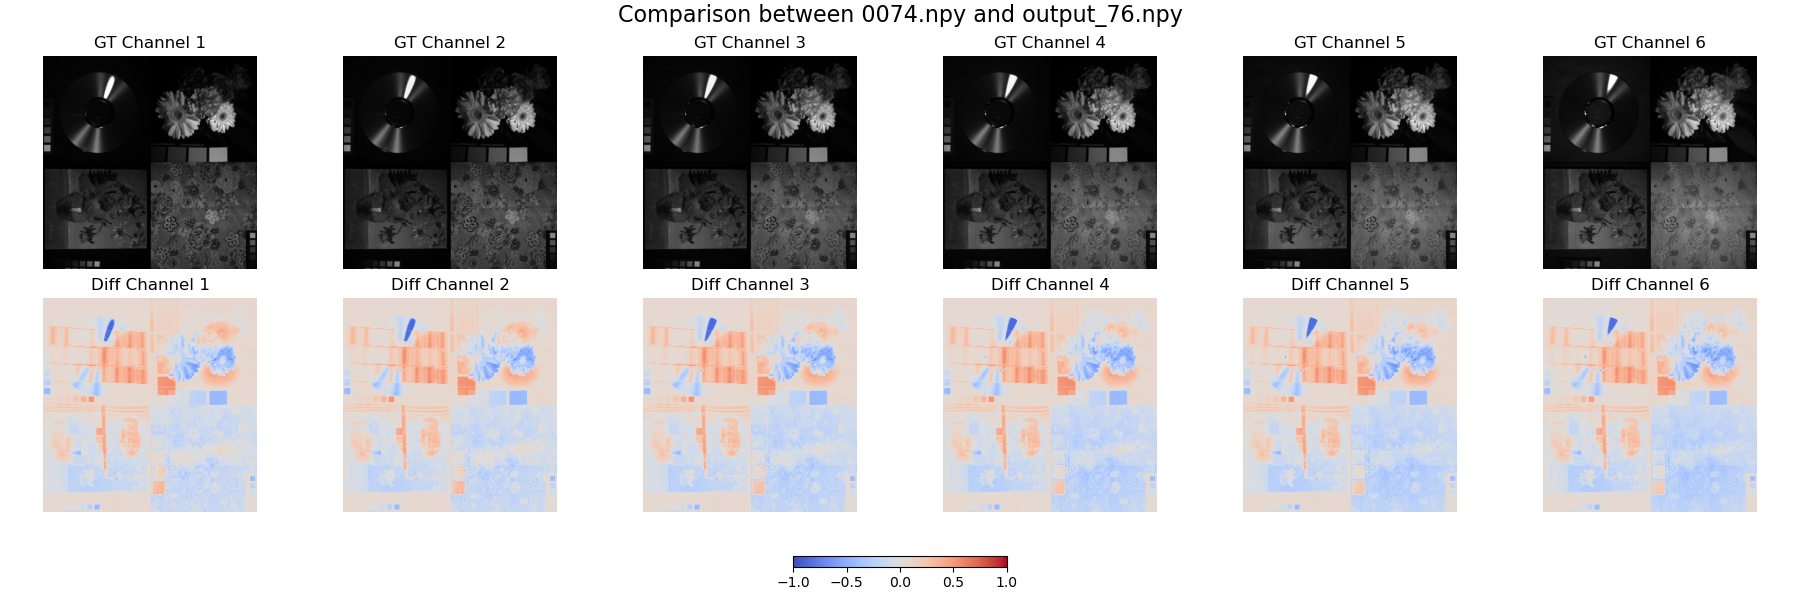 Comparison between 0074.npy and output_76.npy
GT Channel 1
GT Channel 2
GT Channel 3
GT Channel 4
GT Channel 5
GT Channel 6
Diff Channel 1
Diff Channel 2
Diff Channel 3
Diff Channel 4
Diff Channel 5
Diff Channel 6
−1.0 −0.5 0.0 0.5 1.0